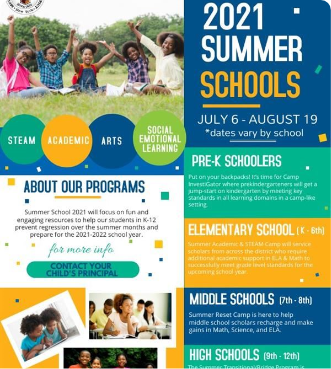 2021
SUMMER
SCHOOLS
JULY 6 - AUGUST 19
*dates vary by school
STEAM
ACADEMIC
ARTS
SOCIAL
EMOTIONAL
LEARNING
ABOUT OUR PROGRAMS
Summer School 2021 will focus on fun and
engaging resources to help our students in K-12
prevent regression over the summer months and
prepare for the 2021-2022 school year.
for more info
CONTACT YOUR
CHILD'S PRINCIPAL
PRE-K SCHOOLERS
Put on your backpacks! It's time for Camp
InvestiGator where prekindergarteners will get a
jump-start on kindergarten by meeting key
standards in all learning domains in a camp-like
setting.
ELEMENTARY SCHOOL (K - 6th)
Summer Academic & STEAM Camp will service
scholars from across the district who require
additional academic support in ELA & Math to
successfully meet grade-level standards for the
upcoming school year.
MIDDLE SCHOOLS (7th - 8th)
Summer Reset Camp is here to help
middle school scholars recharge and make
gains in Math, Science, and ELA.
HIGH SCHOOLS (9th - 12th)
The Summer Transitional/Bridge Program is